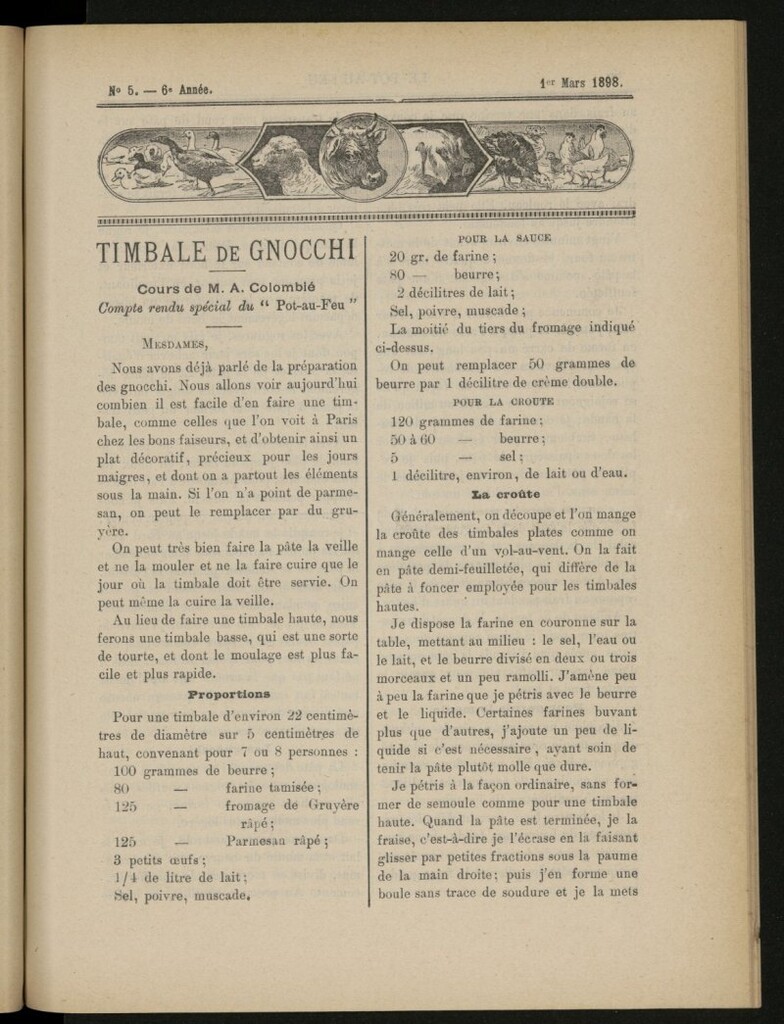 No 5. — 6e Année.
1er Mars 1898.
TIMBALE DE GNOCCHI
Cours de M. A. Colombié
Compte rendu spécial du “ Pot-au-Feu ”
MESDAMES,
Nous avons déjà parlé de la préparation
des gnocchi. Nous allons voir aujourd'hui
combien il est facile d'en faire une tim-
bale, comme celles que l'on voit à Paris
chez les bons faiseurs, et d'obtenir ainsi un
plat décoratif, précieux pour les jours
maigres, et dont on a partout les éléments
sous la main. Si l'on n'a point de parme-
san, on peut le remplacer par du gru-
yère.
On peut très bien faire la pâte la veille
et ne la mouler et ne la faire cuire que le
jour où la timbale doit être servie. On
peut même la cuire la veille.
Au lieu de faire une timbale haute, nous
ferons une timbale basse, qui est une sorte
de tourte, et dont le moulage est plus fa-
cile et plus rapide.
Proportions
Pour une timbale d'environ 22 centimè-
tres de diamètre sur 5 centimètres de
haut, convenant pour 7 ou 8 personnes :
100 grammes de beurre ;
80 — farine tamisée ;
125 — fromage de Gruyère
râpé ;
125 — Parmesan râpé ;
3 petits œufs ;
1/4 de litre de lait ;
Sel, poivre, muscade.
POUR LA SAUCE
20 gr. de farine ;
80 — beurre ;
2 décilitres de lait ;
Sel, poivre, muscade ;
La moitié du tiers du fromage indiqué
ci-dessus.
On peut remplacer 50 grammes de
beurre par 1 décilitre de crème double.
POUR LA CROUTE
120 grammes de farine ;
50 à 60 — beurre ;
5 — sel ;
1 décilitre, environ, de lait ou d'eau.
La croûte
Généralement, on découpe et l'on mange
la croûte des timbales plates comme on
mange celle d'un vol-au-vent. On la fait
en pâte demi-feuilletée, qui diffère de la
pâte à foncer employée pour les timbales
hautes.
Je dispose la farine en couronne sur la
table, mettant au milieu : le sel, l'eau ou
le lait, et le beurre divisé en deux ou trois
morceaux et un peu ramolli. J'amène peu
à peu la farine que je pétris avec le beurre
et le liquide. Certaines farines buvant
plus que d'autres, j'ajoute un peu de li-
quide si c'est nécessaire , ayant soin de
tenir la pâte plutôt molle que dure.
Je pétris à la façon ordinaire, sans for-
mer de semoule comme pour une timbale
haute. Quand la pâte est terminée, je la
fraise, c'est-à-dire je l'écrase en la faisant
glisser par petites fractions sous la paume
de la main droite ; puis j'en forme une
boule sans trace de soudure et je la mets